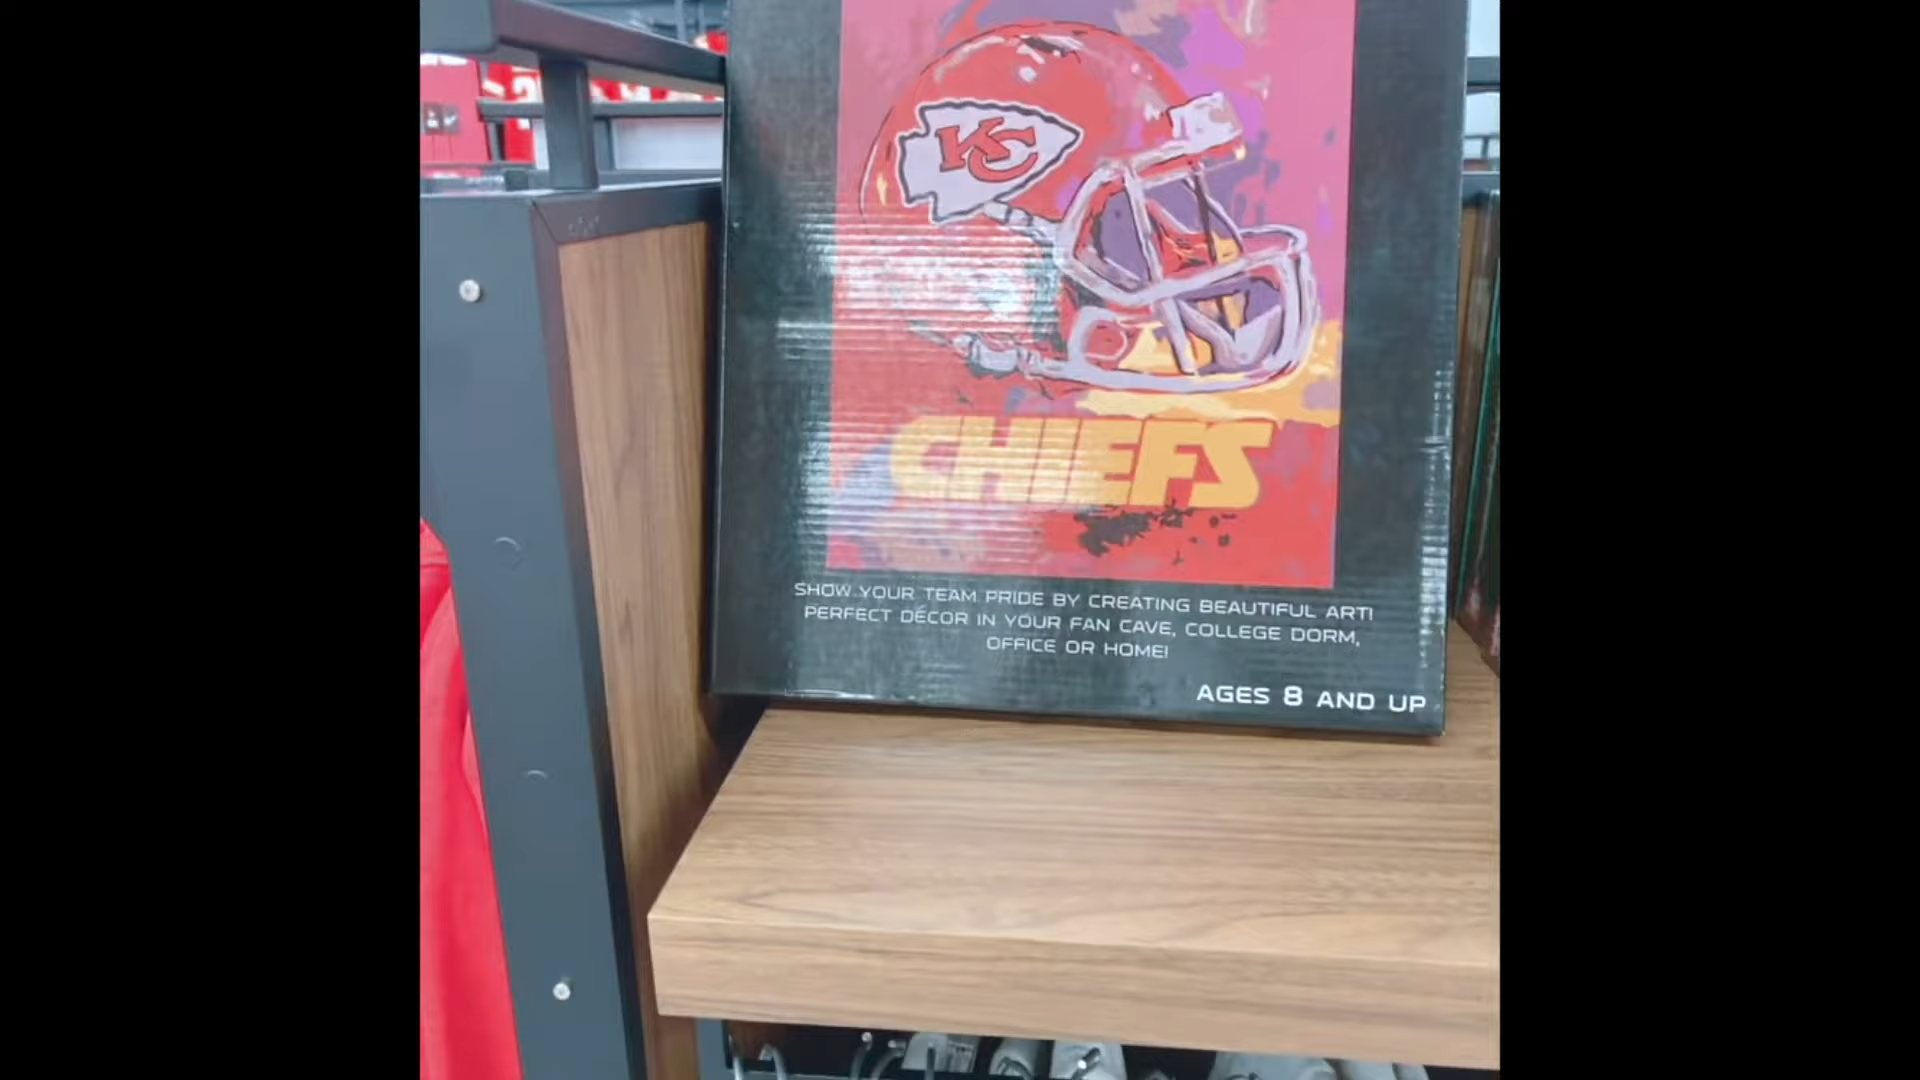 KC
CHIEFS
SHOW YOUR TEAM PRIDE BY CREATING BEAUTIFUL ART!
PERFECT DÉCOR IN YOUR FAN CAVE, COLLEGE DORM,
OFFICE OR HOME!
AGES 8 AND UP